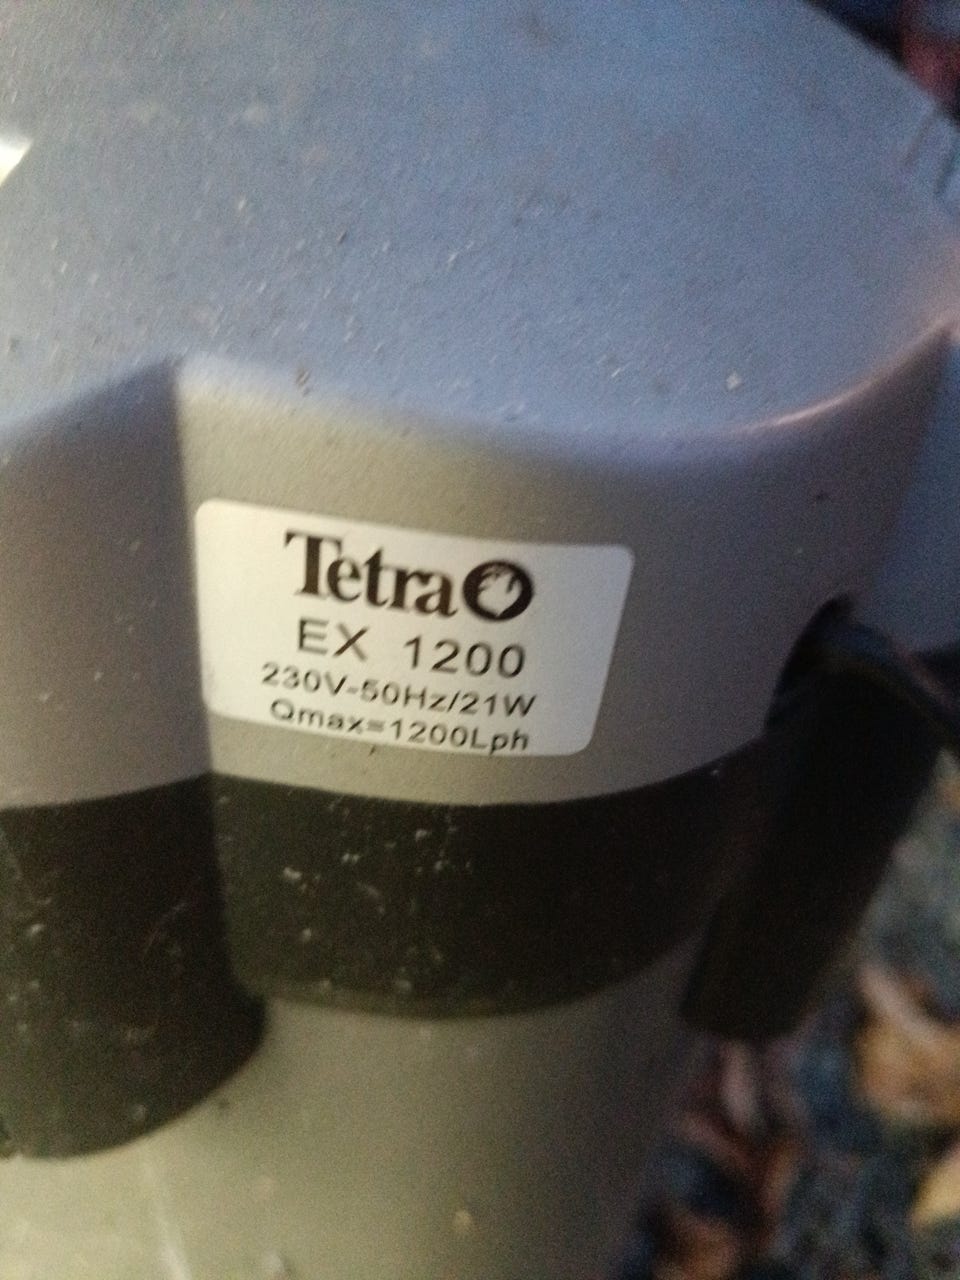 Tetra
EX 1200
230V-50Hz/21W
Qmax=1200Lph